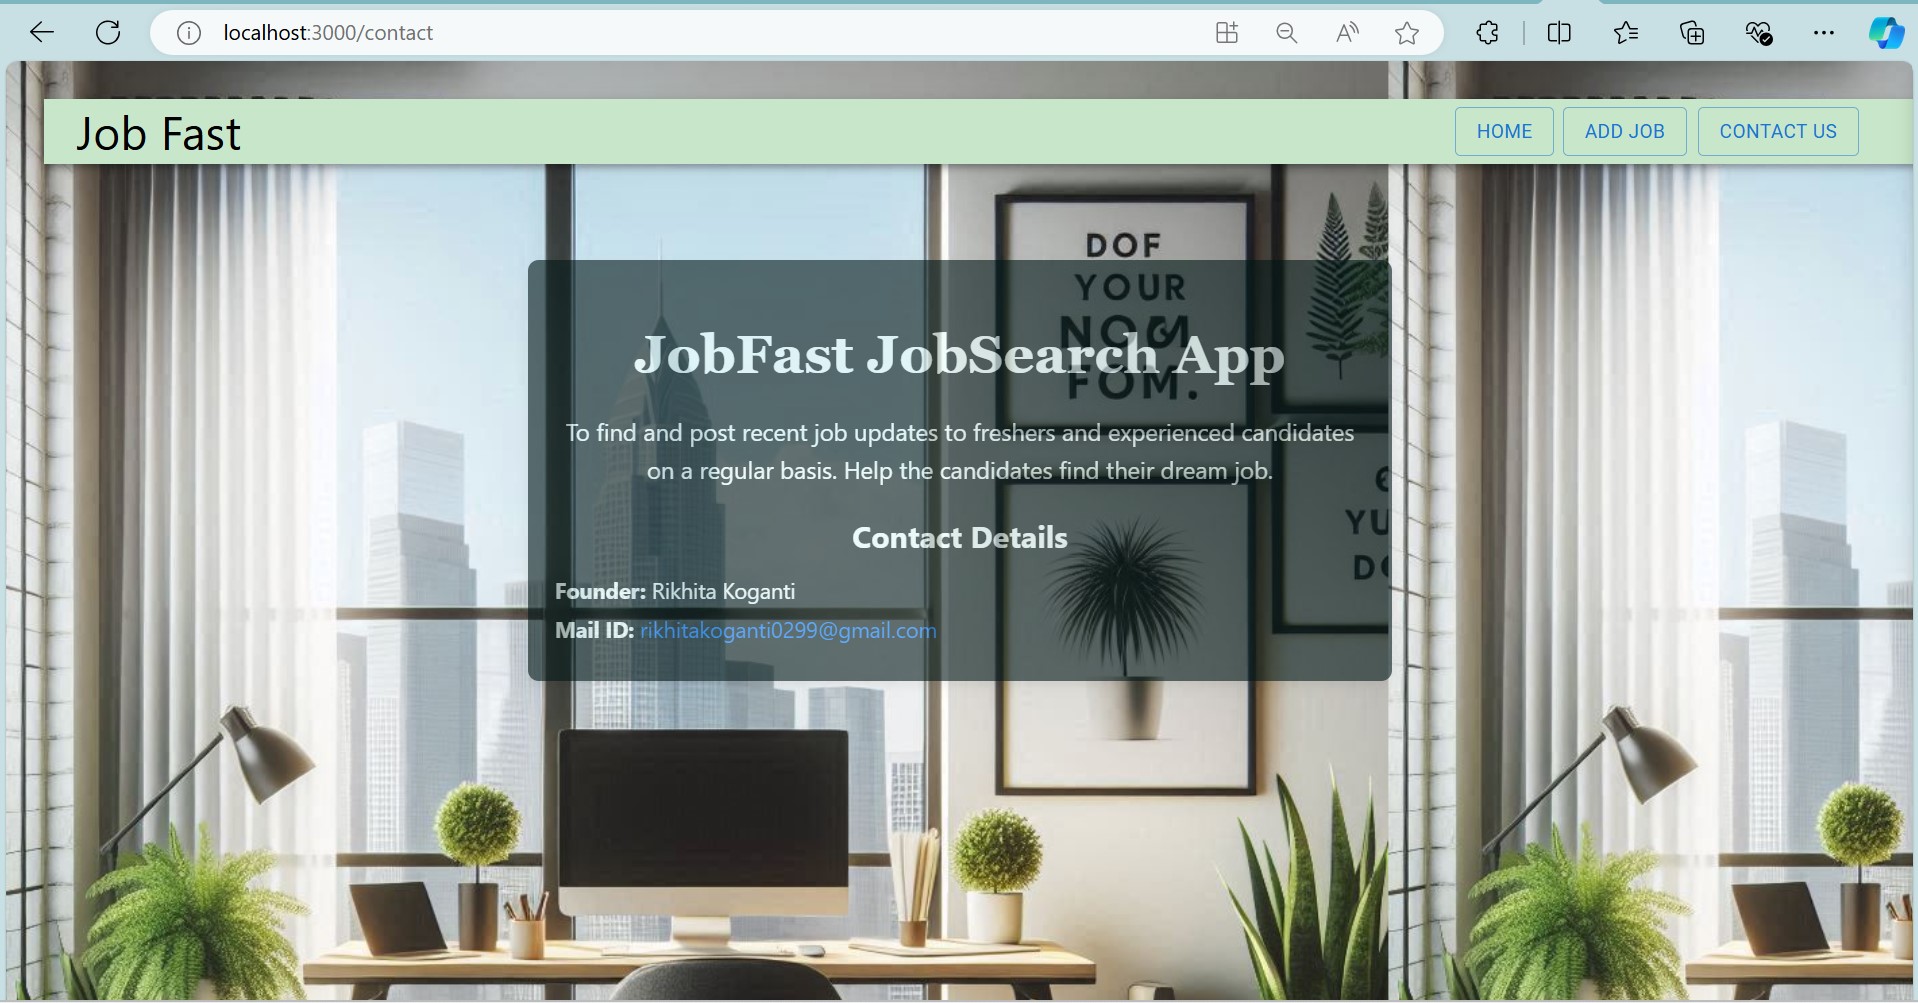 localhost:3000/contact
Job Fast
HOME
ADD JOB
CONTACT US
DOF
YOUR
FOM.
JobFast JobSearch App
To find and post recent job updates to freshers and experienced candidates
on a regular basis. Help the candidates find their dream job.
Contact Details
Founder: Rikhita Koganti
Mail ID: rikhitakoganti0299@gmail.com
YU